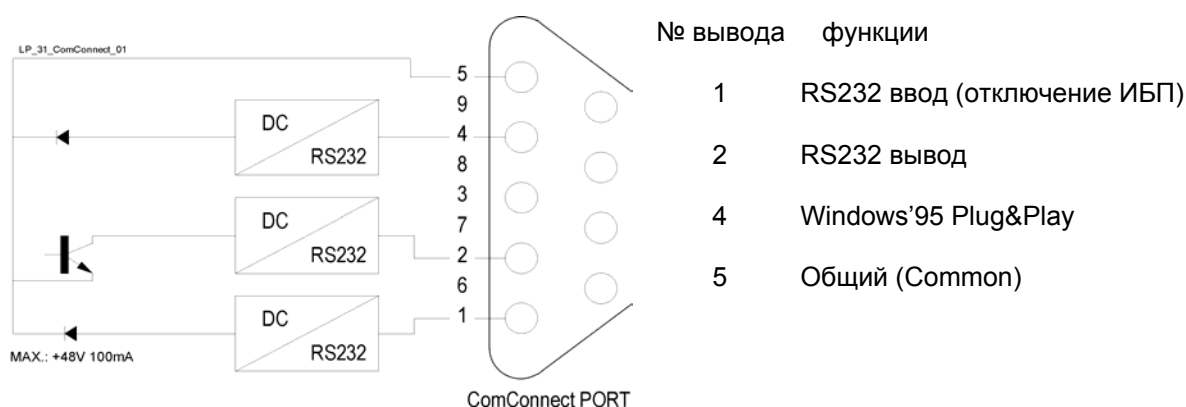 LP_31_ComConnect_01
5
9
4
8
3
7
2
6
1
DC
RS232
DC
RS232
DC
RS232
MAX.: +48V 100mA
ComConnect PORT
№ вывода функции
1 RS232 ввод (отключение ИБП)
2 RS232 вывод
4 Windows’95 Plug&Play
5 Общий (Common)